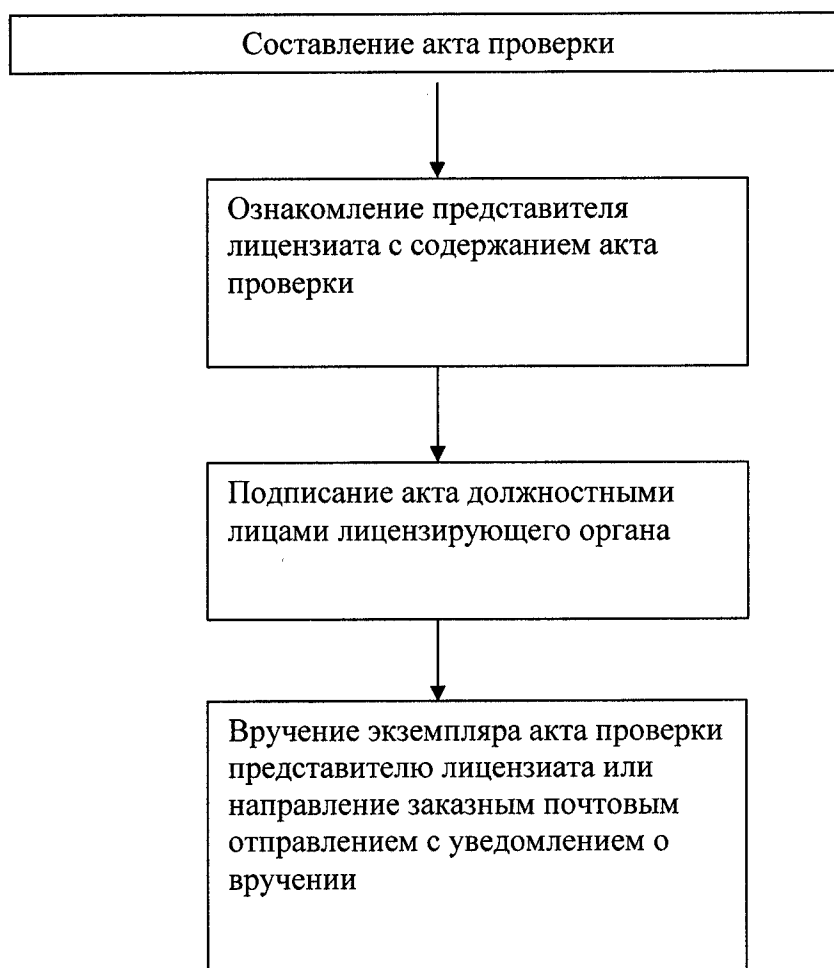 Составление акта проверки
Ознакомление представителя
лицензиата с содержанием акта
проверки
Подписание акта должностными
лицами лицензирующего органа
Вручение экземпляра акта проверки
представителю лицензиата или
направление заказным почтовым
отправлением с уведомлением о
вручении